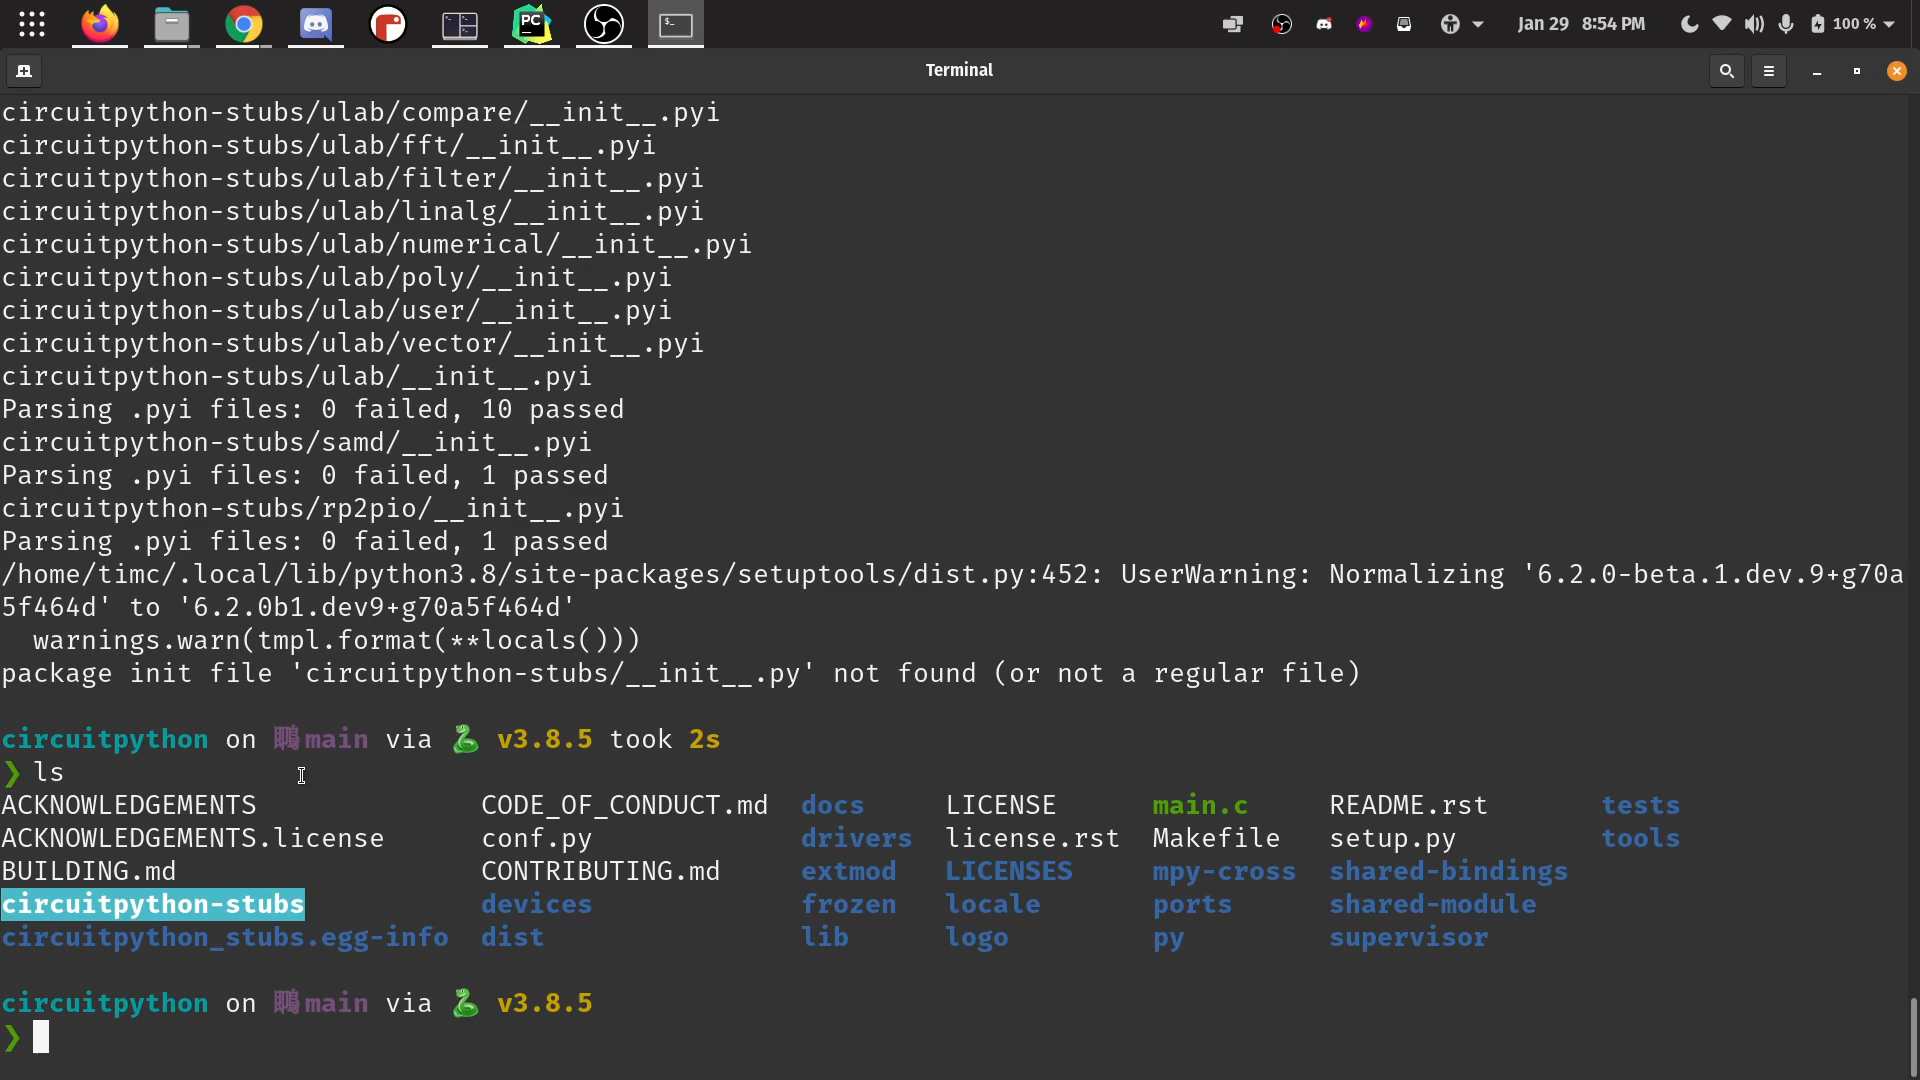 Jan 29 8:54 PM
100 %
Terminal
circuitpython-stubs/ulab/compare/__init__.pyi
circuitpython-stubs/ulab/fft/__init__.pyi
circuitpython-stubs/ulab/filter/__init__.pyi
circuitpython-stubs/ulab/linalg/__init__.pyi
circuitpython-stubs/ulab/numerical/__init__.pyi
circuitpython-stubs/ulab/poly/__init__.pyi
circuitpython-stubs/ulab/user/__init__.pyi
circuitpython-stubs/ulab/vector/__init__.pyi
circuitpython-stubs/ulab/__init__.pyi
Parsing .pyi files: 0 failed, 10 passed
circuitpython-stubs/samd/__init__.pyi
Parsing .pyi files: 0 failed, 1 passed
circuitpython-stubs/rp2pio/__init__.pyi
Parsing .pyi files: 0 failed, 1 passed
/home/timc/.local/lib/python3.8/site-packages/setuptools/dist.py:452: UserWarning: Normalizing '6.2.0-beta.1.dev.9+g70a
5f464d' to '6.2.0b1.dev9+g70a5f464d'
  warnings.warn(tmpl.format(**locals()))
package init file 'circuitpython-stubs/__init__.py' not found (or not a regular file)
circuitpython on main via 🐍 v3.8.5 took 2s
❯ ls
ACKNOWLEDGEMENTS CODE_OF_CONDUCT.md docs LICENSE main.c README.rst tests
ACKNOWLEDGEMENTS.license conf.py drivers license.rst Makefile setup.py tools
BUILDING.md CONTRIBUTING.md extmod LICENSES mpy-cross shared-bindings
circuitpython-stubs devices frozen locale ports shared-module
circuitpython_stubs.egg-info dist lib logo py supervisor
circuitpython on main via 🐍 v3.8.5
❯